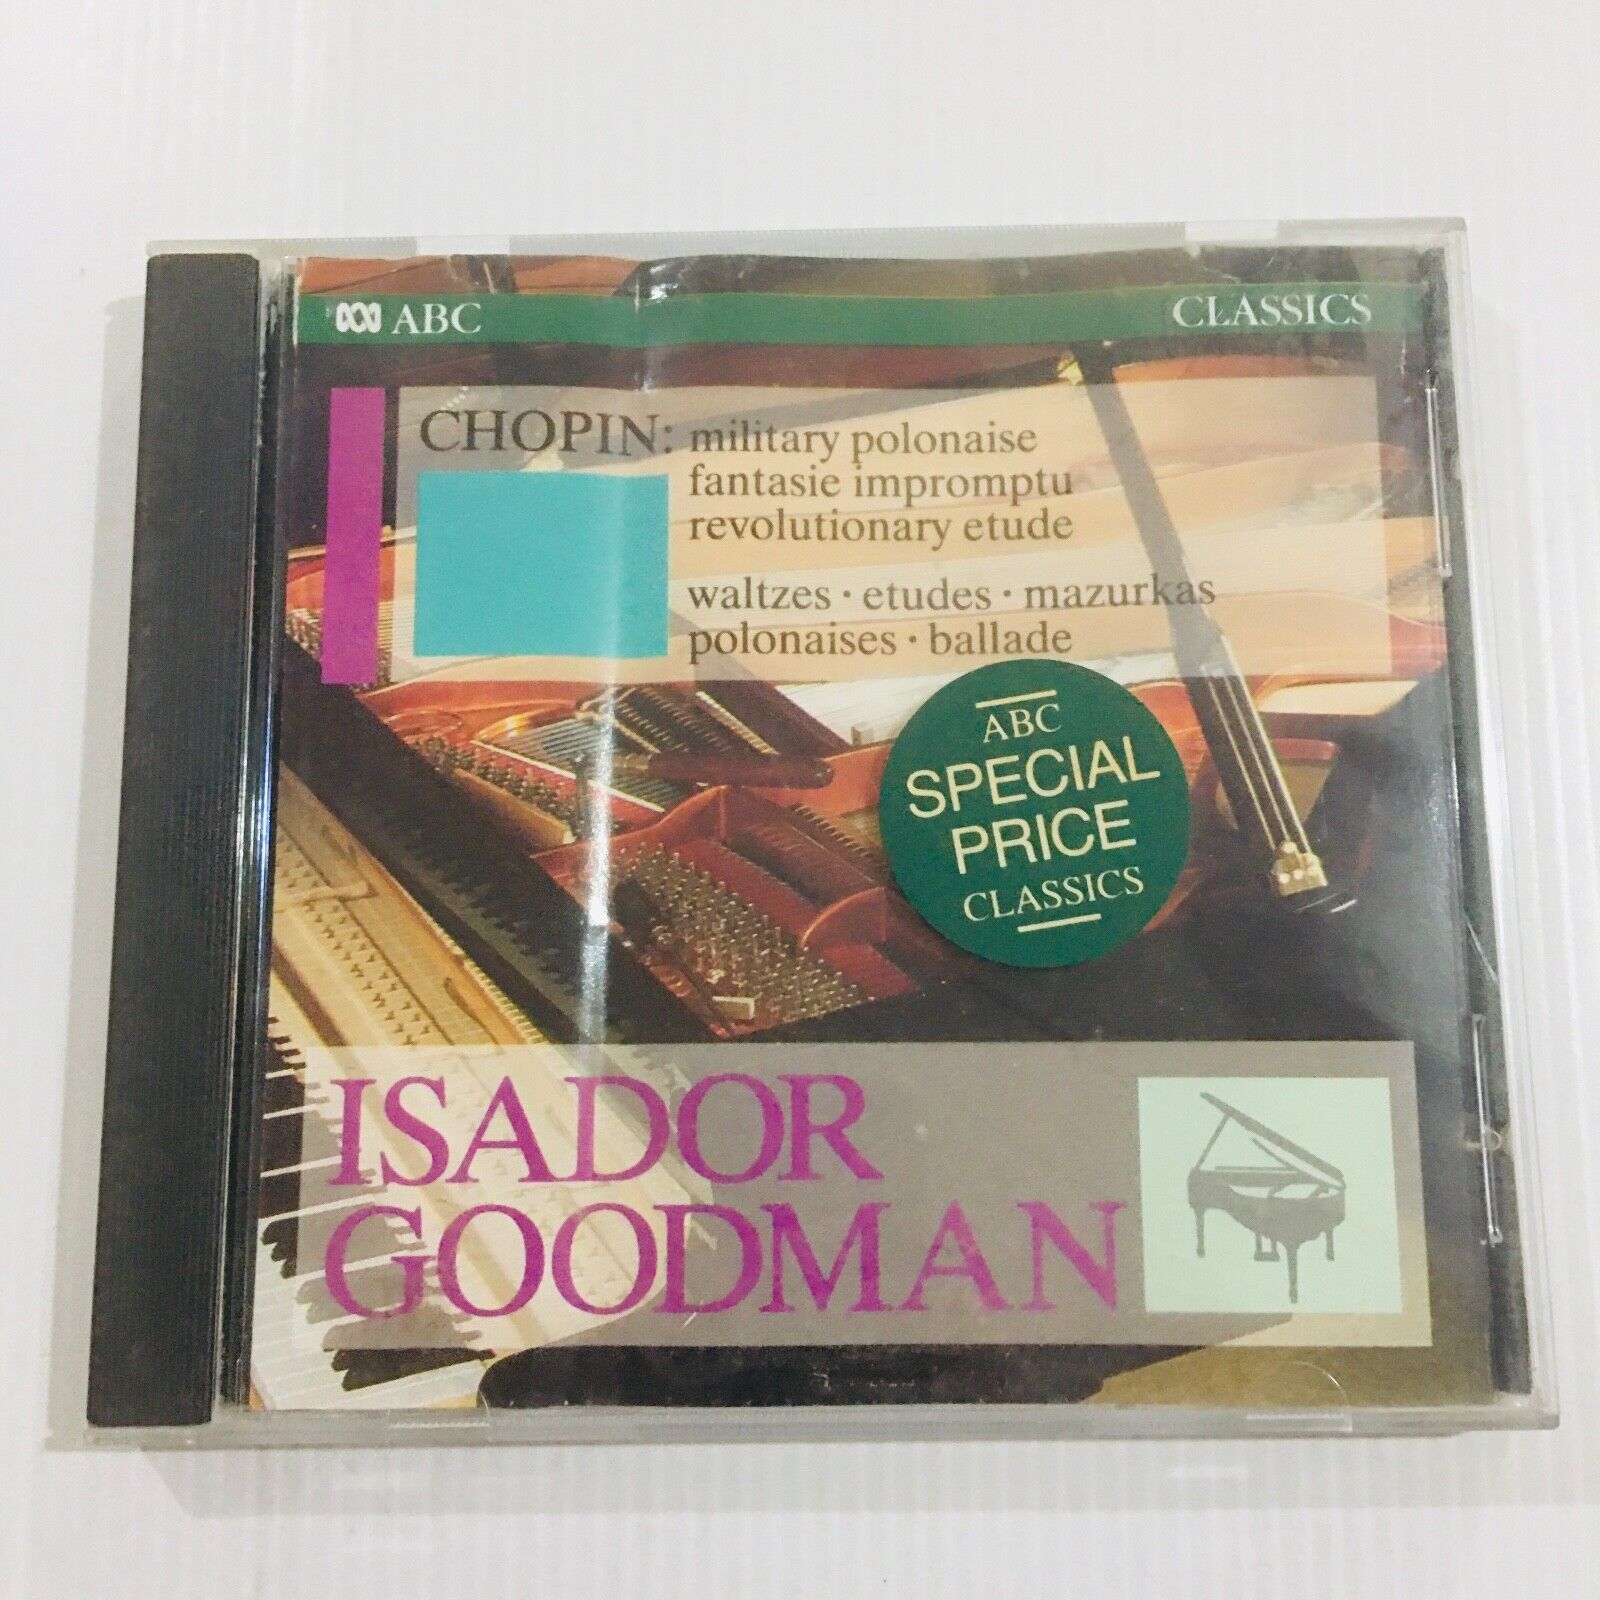 ABC
CLASSICS
CHOPIN: military polonaise
fantasie impromptu
revolutionary etude
waltzes · etudes · mazurkas
polonaises · ballade
ABC
SPECIAL
PRICE
CLASSICS
ISADOR
GOODMAN